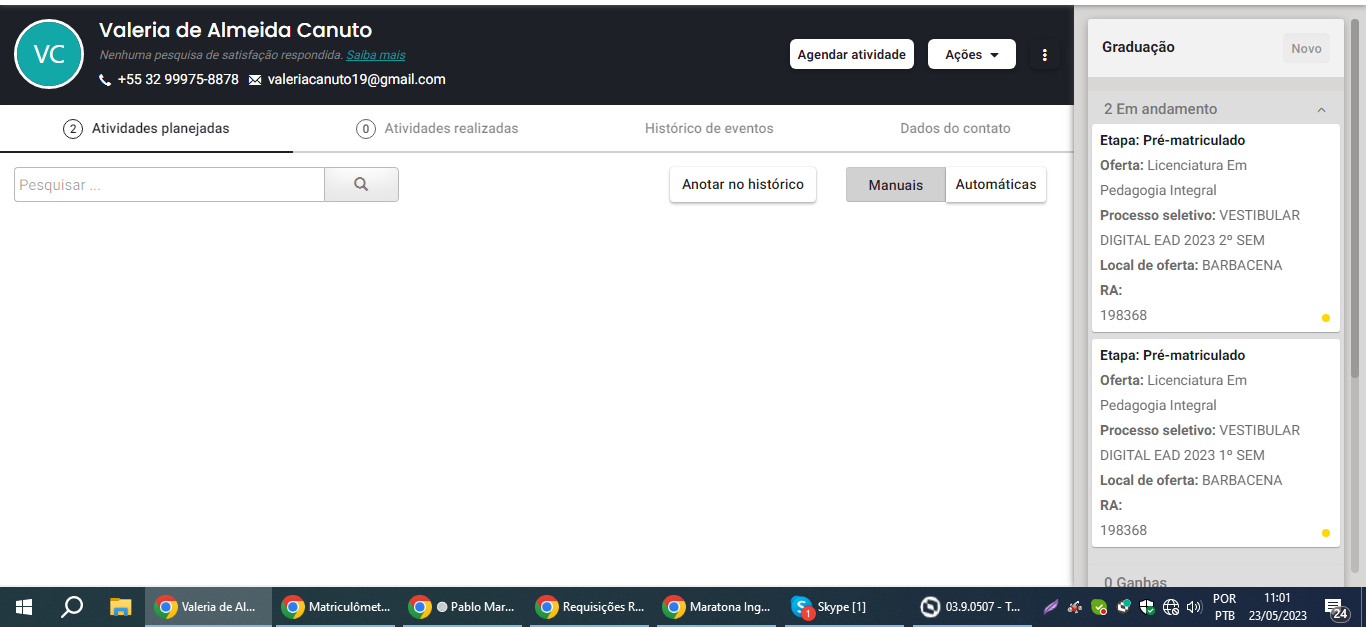 VC
Valeria de Almeida Canuto
Nenhuma pesquisa de satisfação respondida. Saiba mais
+55 32 99975-8878 valeriacanuto19@gmail.com
Agendar atividade
Ações
2 Atividades planejadas
0 Atividades realizadas
Histórico de eventos
Dados do contato
Pesquisar ...
Anotar no histórico
Manuais
Automáticas
Graduação
Novo
2 Em andamento
Etapa: Pré-matriculado
Oferta: Licenciatura Em
Pedagogia Integral
Processo seletivo: VESTIBULAR
DIGITAL EAD 2023 2º SEM
Local de oferta: BARBACENA
RA:
198368
Etapa: Pré-matriculado
Oferta: Licenciatura Em
Pedagogia Integral
Processo seletivo: VESTIBULAR
DIGITAL EAD 2023 1º SEM
Local de oferta: BARBACENA
RA:
198368
0 Ganhas
Valeria de Al...
Matriculômet...
Pablo Mar...
Requisições R...
Maratona Ing...
1
Skype [1]
03.9.0507 - T...
POR
PTB
11:01
23/05/2023
24